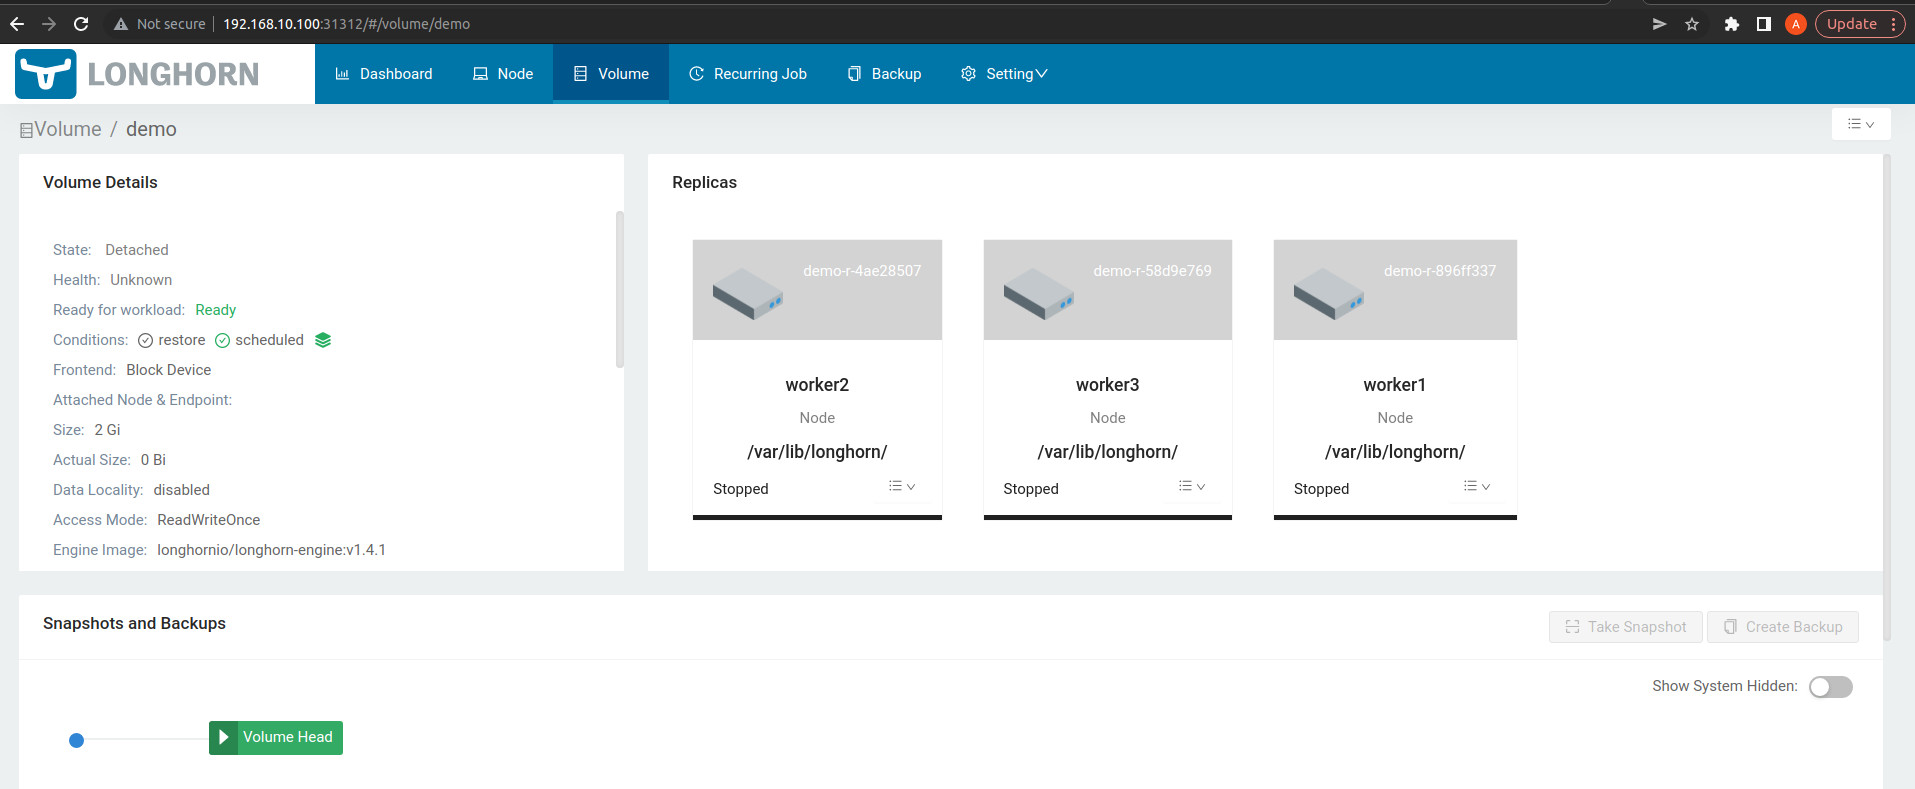 Not secure 192.168.10.100:31312/#/volume/demo A Update
LONGHORN Dashboard Node Volume Recurring Job Backup Setting
Volume / demo
Volume Details
State: Detached
Health: Unknown
Ready for workload: Ready
Conditions: restore scheduled
Frontend: Block Device
Attached Node & Endpoint:
Size: 2 Gi
Actual Size: 0 Bi
Data Locality: disabled
Access Mode: ReadWriteOnce
Engine Image: longhornio/longhorn-engine:v1.4.1
Replicas
demo-r-4ae28507
worker2
Node
/var/lib/longhorn/
Stopped
demo-r-58d9e769
worker3
Node
/var/lib/longhorn/
Stopped
demo-r-896ff337
worker1
Node
/var/lib/longhorn/
Stopped
Snapshots and Backups
Take Snapshot Create Backup
Show System Hidden:
Volume Head